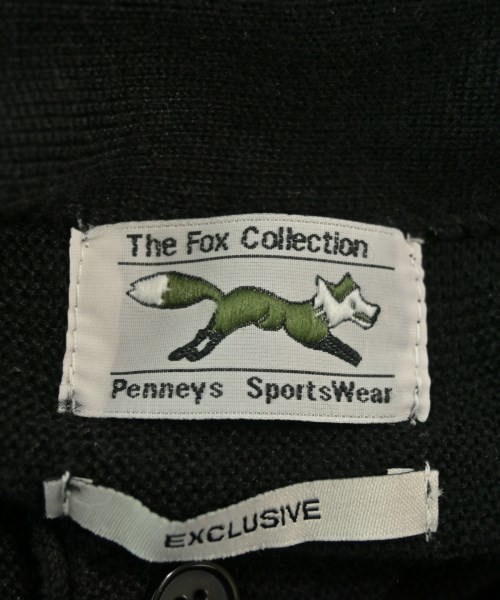 The Fox Collection
Penneys SportsWear
EXCLUSIVE